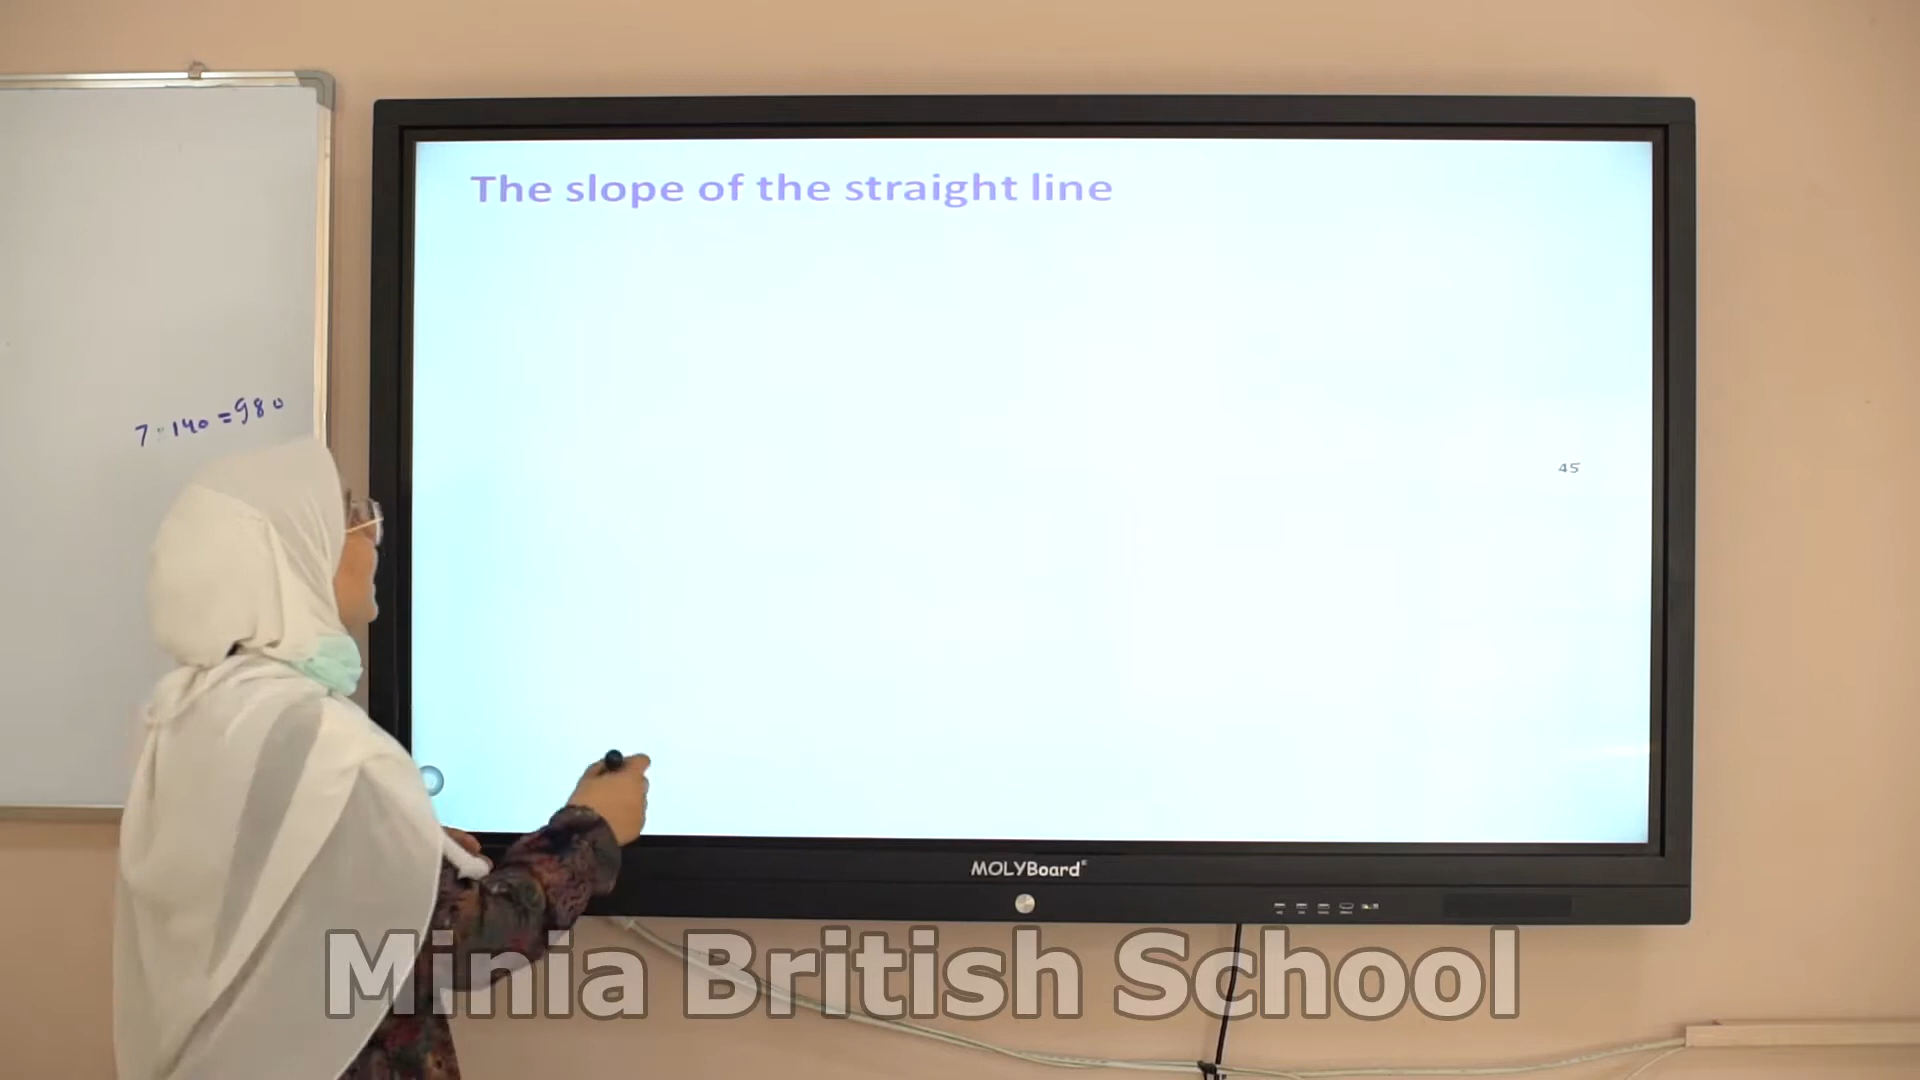 The slope of the straight line
7 : 140 = 980
45
MOLYBoard
Minia British School